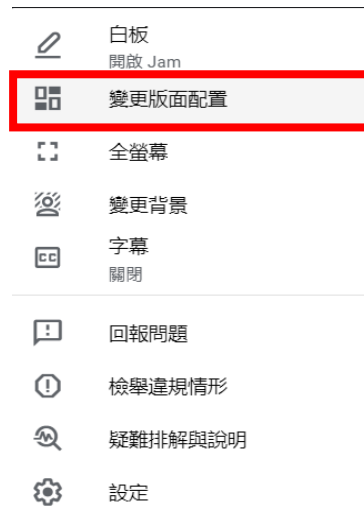 白板
開啟 Jam
變更版面配置
全螢幕
變更背景
CC
字幕
關閉
回報問題
檢舉違規情形
疑難排解與說明
設定